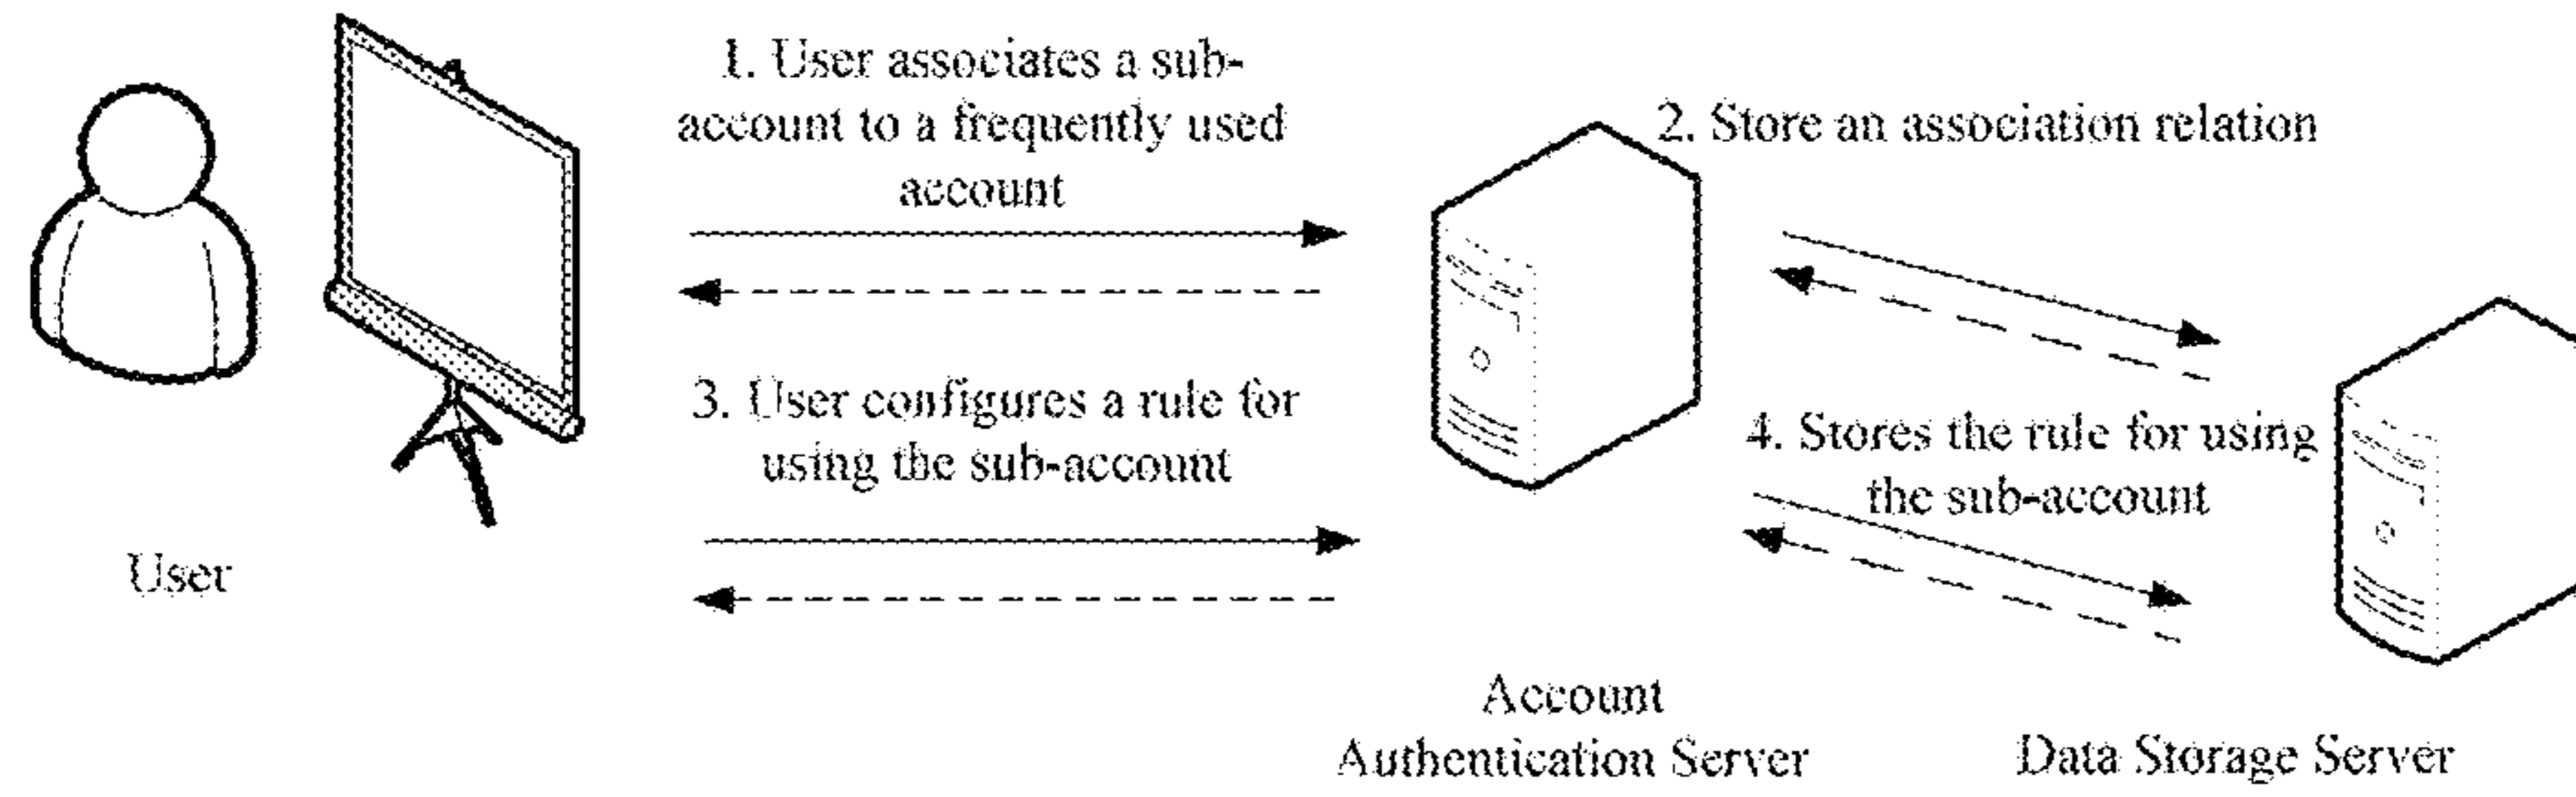 1. User associates a sub-
account to a frequently used
account
2. Store an association relation
3. User configures a rule for
using the sub-account
4. Stores the rule for using
the sub-account
User
Account
Authentication Server
Data Storage Server